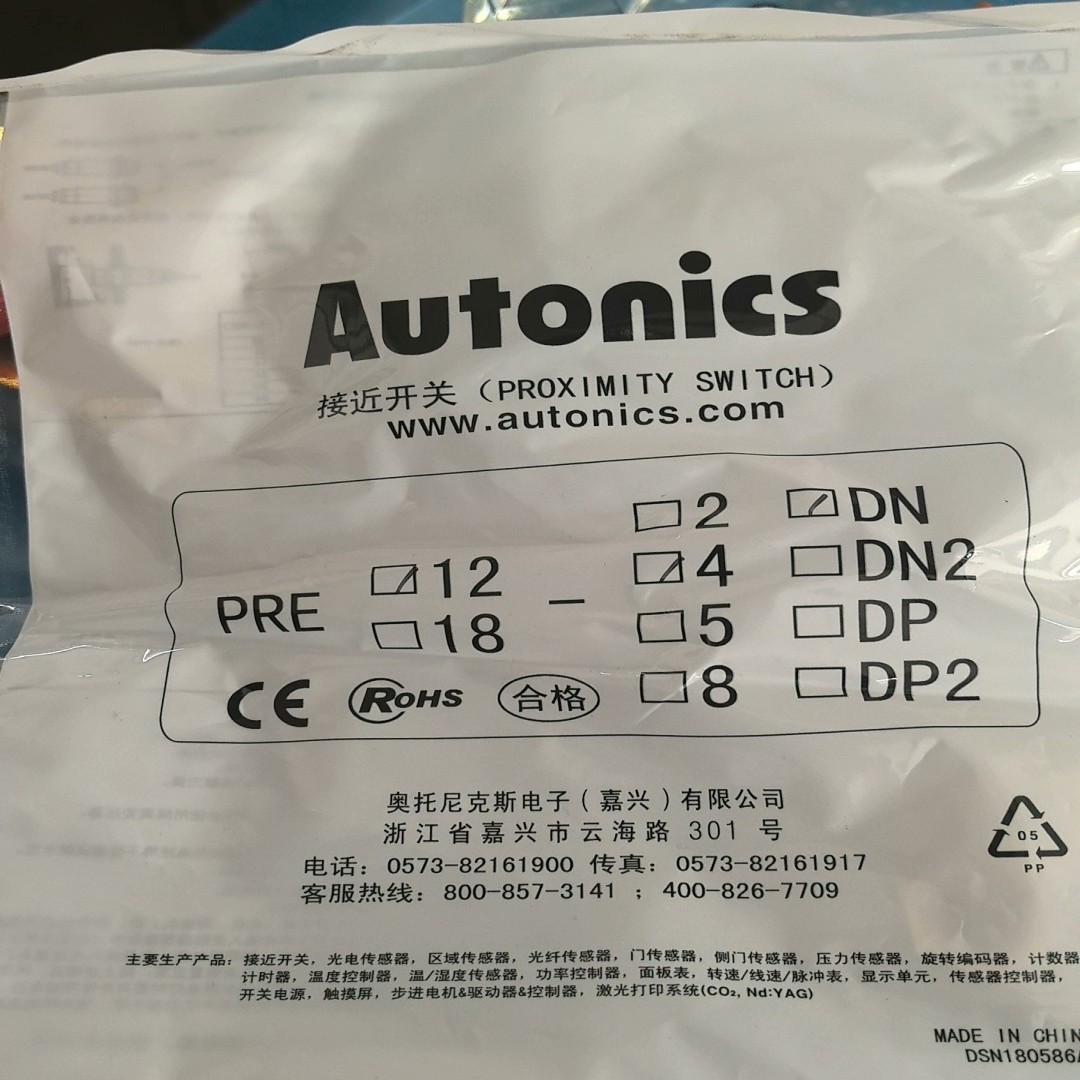 Autonics
接近开关（PROXIMITY SWITCH）
www.autonics.com
2 DN
12 4 DN2
PRE –
18 5 DP
8 DP2
CE RoHS 合格
奥托尼克斯电子（嘉兴）有限公司
浙江省嘉兴市云海路 301 号
电话：0573-82161900 传真：0573-82161917
客服热线：800-857-3141 ；400-826-7709
05
PP
主要生产产品：接近开关，光电传感器，区域传感器，光纤传感器，门传感器，侧门传感器，压力传感器，旋转编码器，计数器
计时器，温度控制器，温/湿度传感器，功率控制器，面板表，转速/线速/脉冲表，显示单元，传感器控制器，
开关电源，触摸屏，步进电机&驱动器&控制器，激光打印系统(CO₂, Nd:YAG)
MADE IN CHIN
DSN180586A